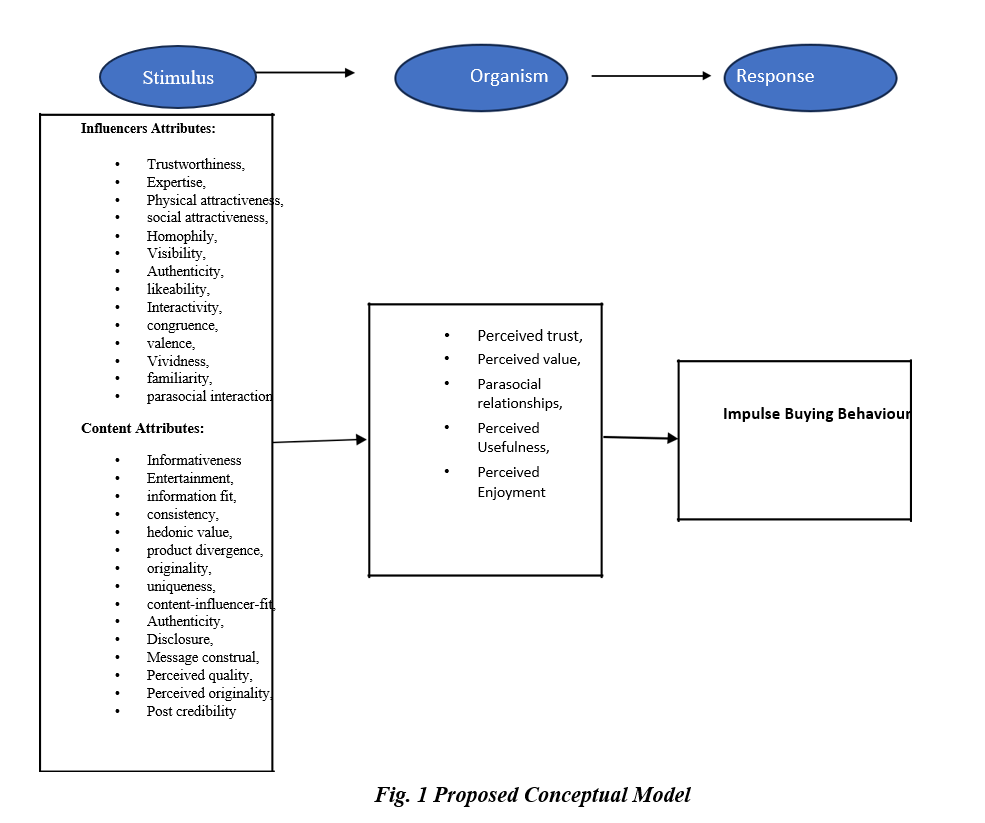 Stimulus
Organism
Response
Influencers Attributes:
• Trustworthiness,
• Expertise,
• Physical attractiveness,
• social attractiveness,
• Homophily,
• Visibility,
• Authenticity,
• likeability,
• Interactivity,
• congruence,
• valence,
• Vividness,
• familiarity,
• parasocial interaction
Content Attributes:
• Informativeness
• Entertainment,
• information fit,
• consistency,
• hedonic value,
• product divergence,
• originality,
• uniqueness,
• content-influencer-fit,
• Authenticity,
• Disclosure,
• Message construal,
• Perceived quality,
• Perceived originality,
• Post credibility
• Perceived trust,
• Perceived value,
• Parasocial
relationships,
• Perceived
Usefulness,
• Perceived
Enjoyment
Impulse Buying Behaviour
Fig. 1 Proposed Conceptual Model